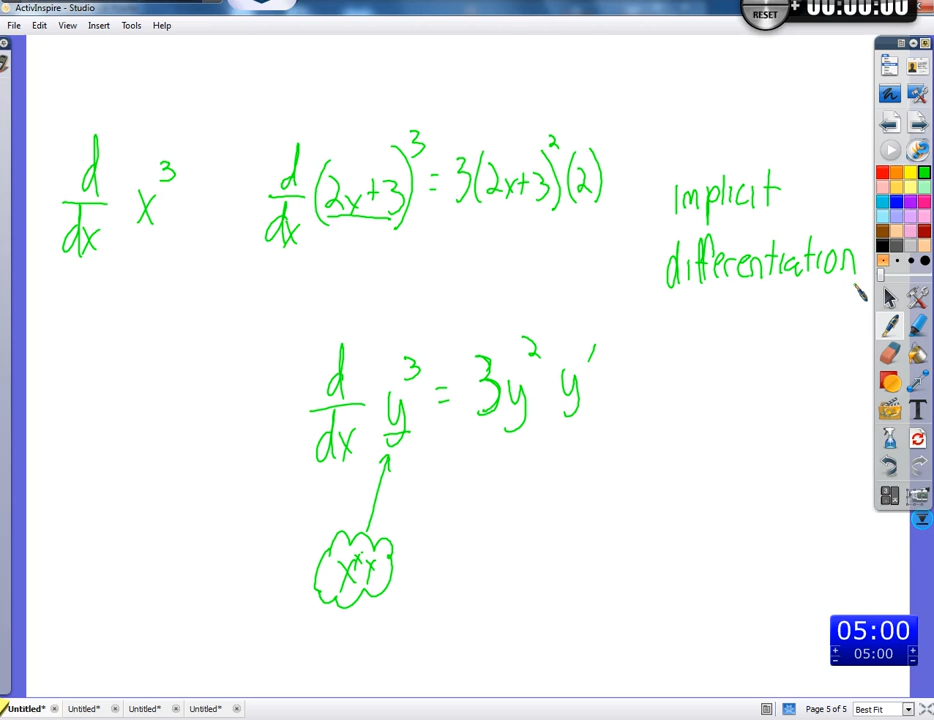 ActivInspire - Studio
00:00:00
RESET
File Edit View Insert Tools Help
d/dx x³
d/dx (2x+3)³ = 3(2x+3)²(2)
implicit
differentiation
d/dx y³ = 3y² y′
05:00
05:00
Untitled* Untitled* Untitled* Untitled*
Page 5 of 5 Best Fit